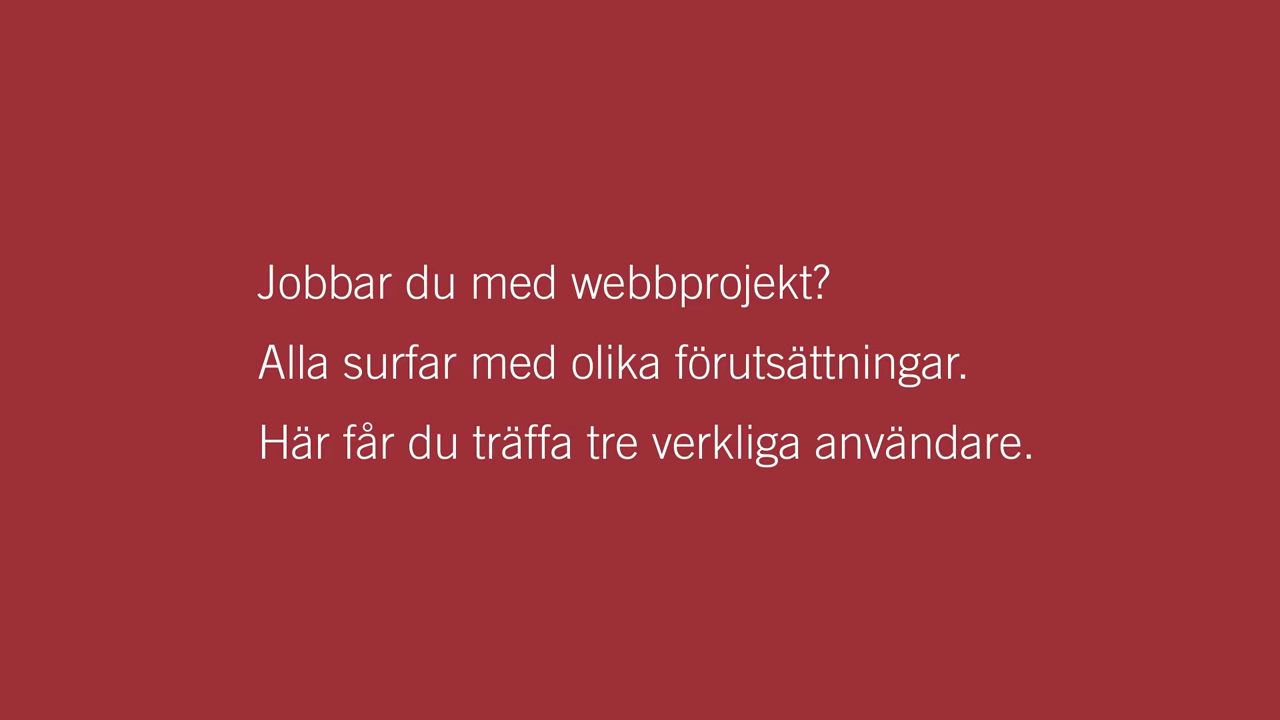 Jobbar du med webbprojekt?
Alla surfar med olika förutsättningar.
Här får du träffa tre verkliga användare.